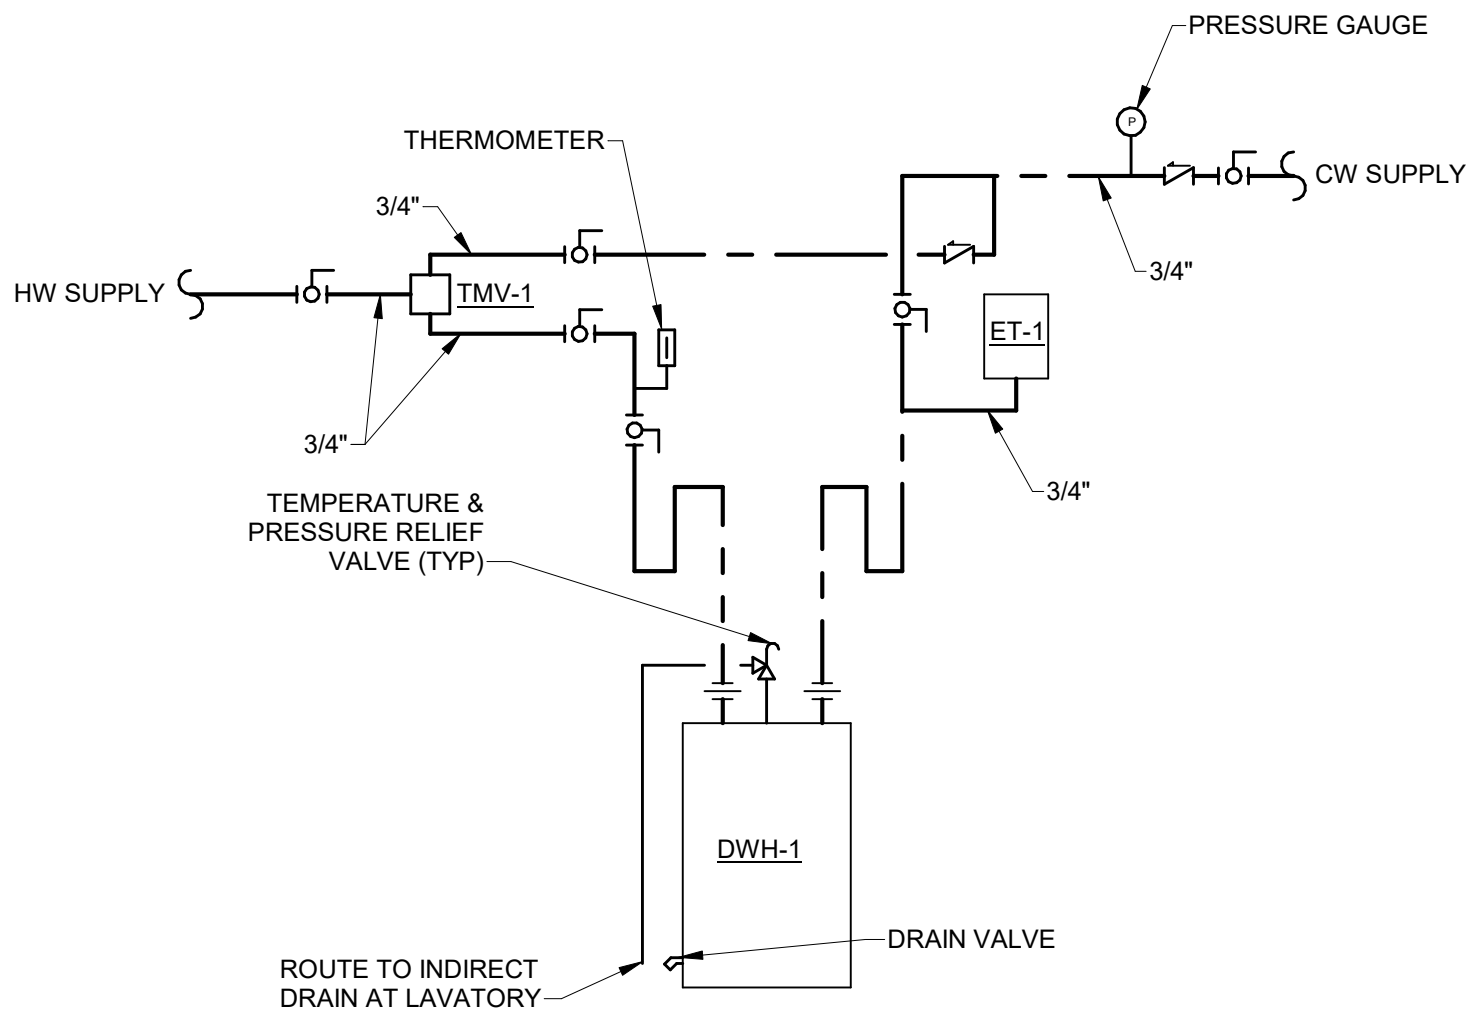 PRESSURE GAUGE
P
THERMOMETER
CW SUPPLY
3/4"
3/4"
HW SUPPLY
TMV-1
ET-1
3/4"
3/4"
TEMPERATURE &
PRESSURE RELIEF
VALVE (TYP)
DWH-1
DRAIN VALVE
ROUTE TO INDIRECT
DRAIN AT LAVATORY